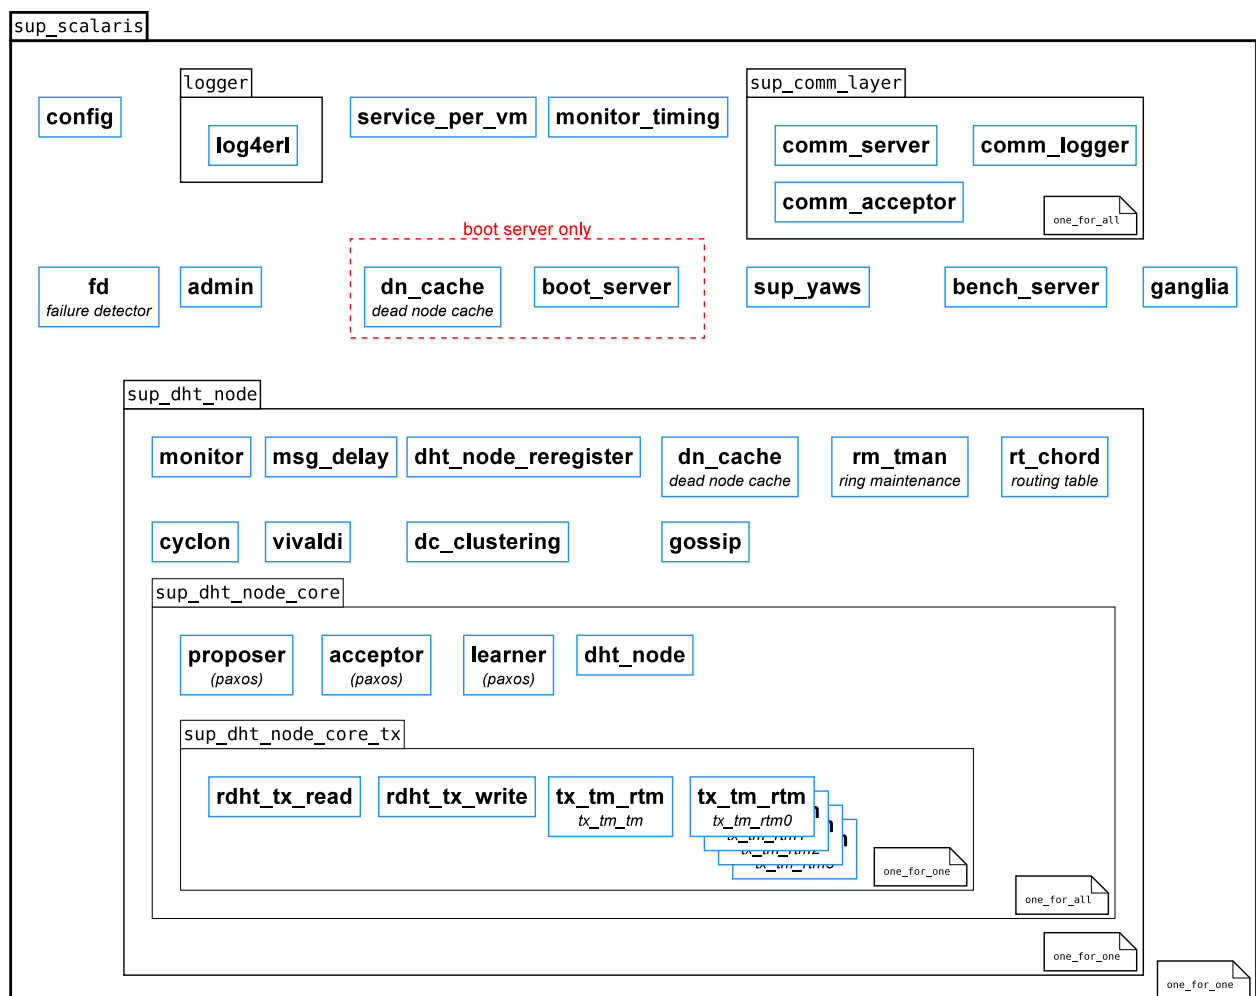 sup_scalaris
config
logger
log4erl
service_per_vm
monitor_timing
sup_comm_layer
comm_server
comm_logger
comm_acceptor
one_for_all
boot server only
fd
failure detector
admin
dn_cache
dead node cache
boot_server
sup_yaws
bench_server
ganglia
sup_dht_node
monitor
msg_delay
dht_node_reregister
dn_cache
dead node cache
rm_tman
ring maintenance
rt_chord
routing table
cyclon
vivaldi
dc_clustering
gossip
sup_dht_node_core
proposer
(paxos)
acceptor
(paxos)
learner
(paxos)
dht_node
sup_dht_node_core_tx
rdht_tx_read
rdht_tx_write
tx_tm_rtm
tx_tm_tm
tx_tm_rtm
tx_tm_rtm0
one_for_one
one_for_all
one_for_one
one_for_one